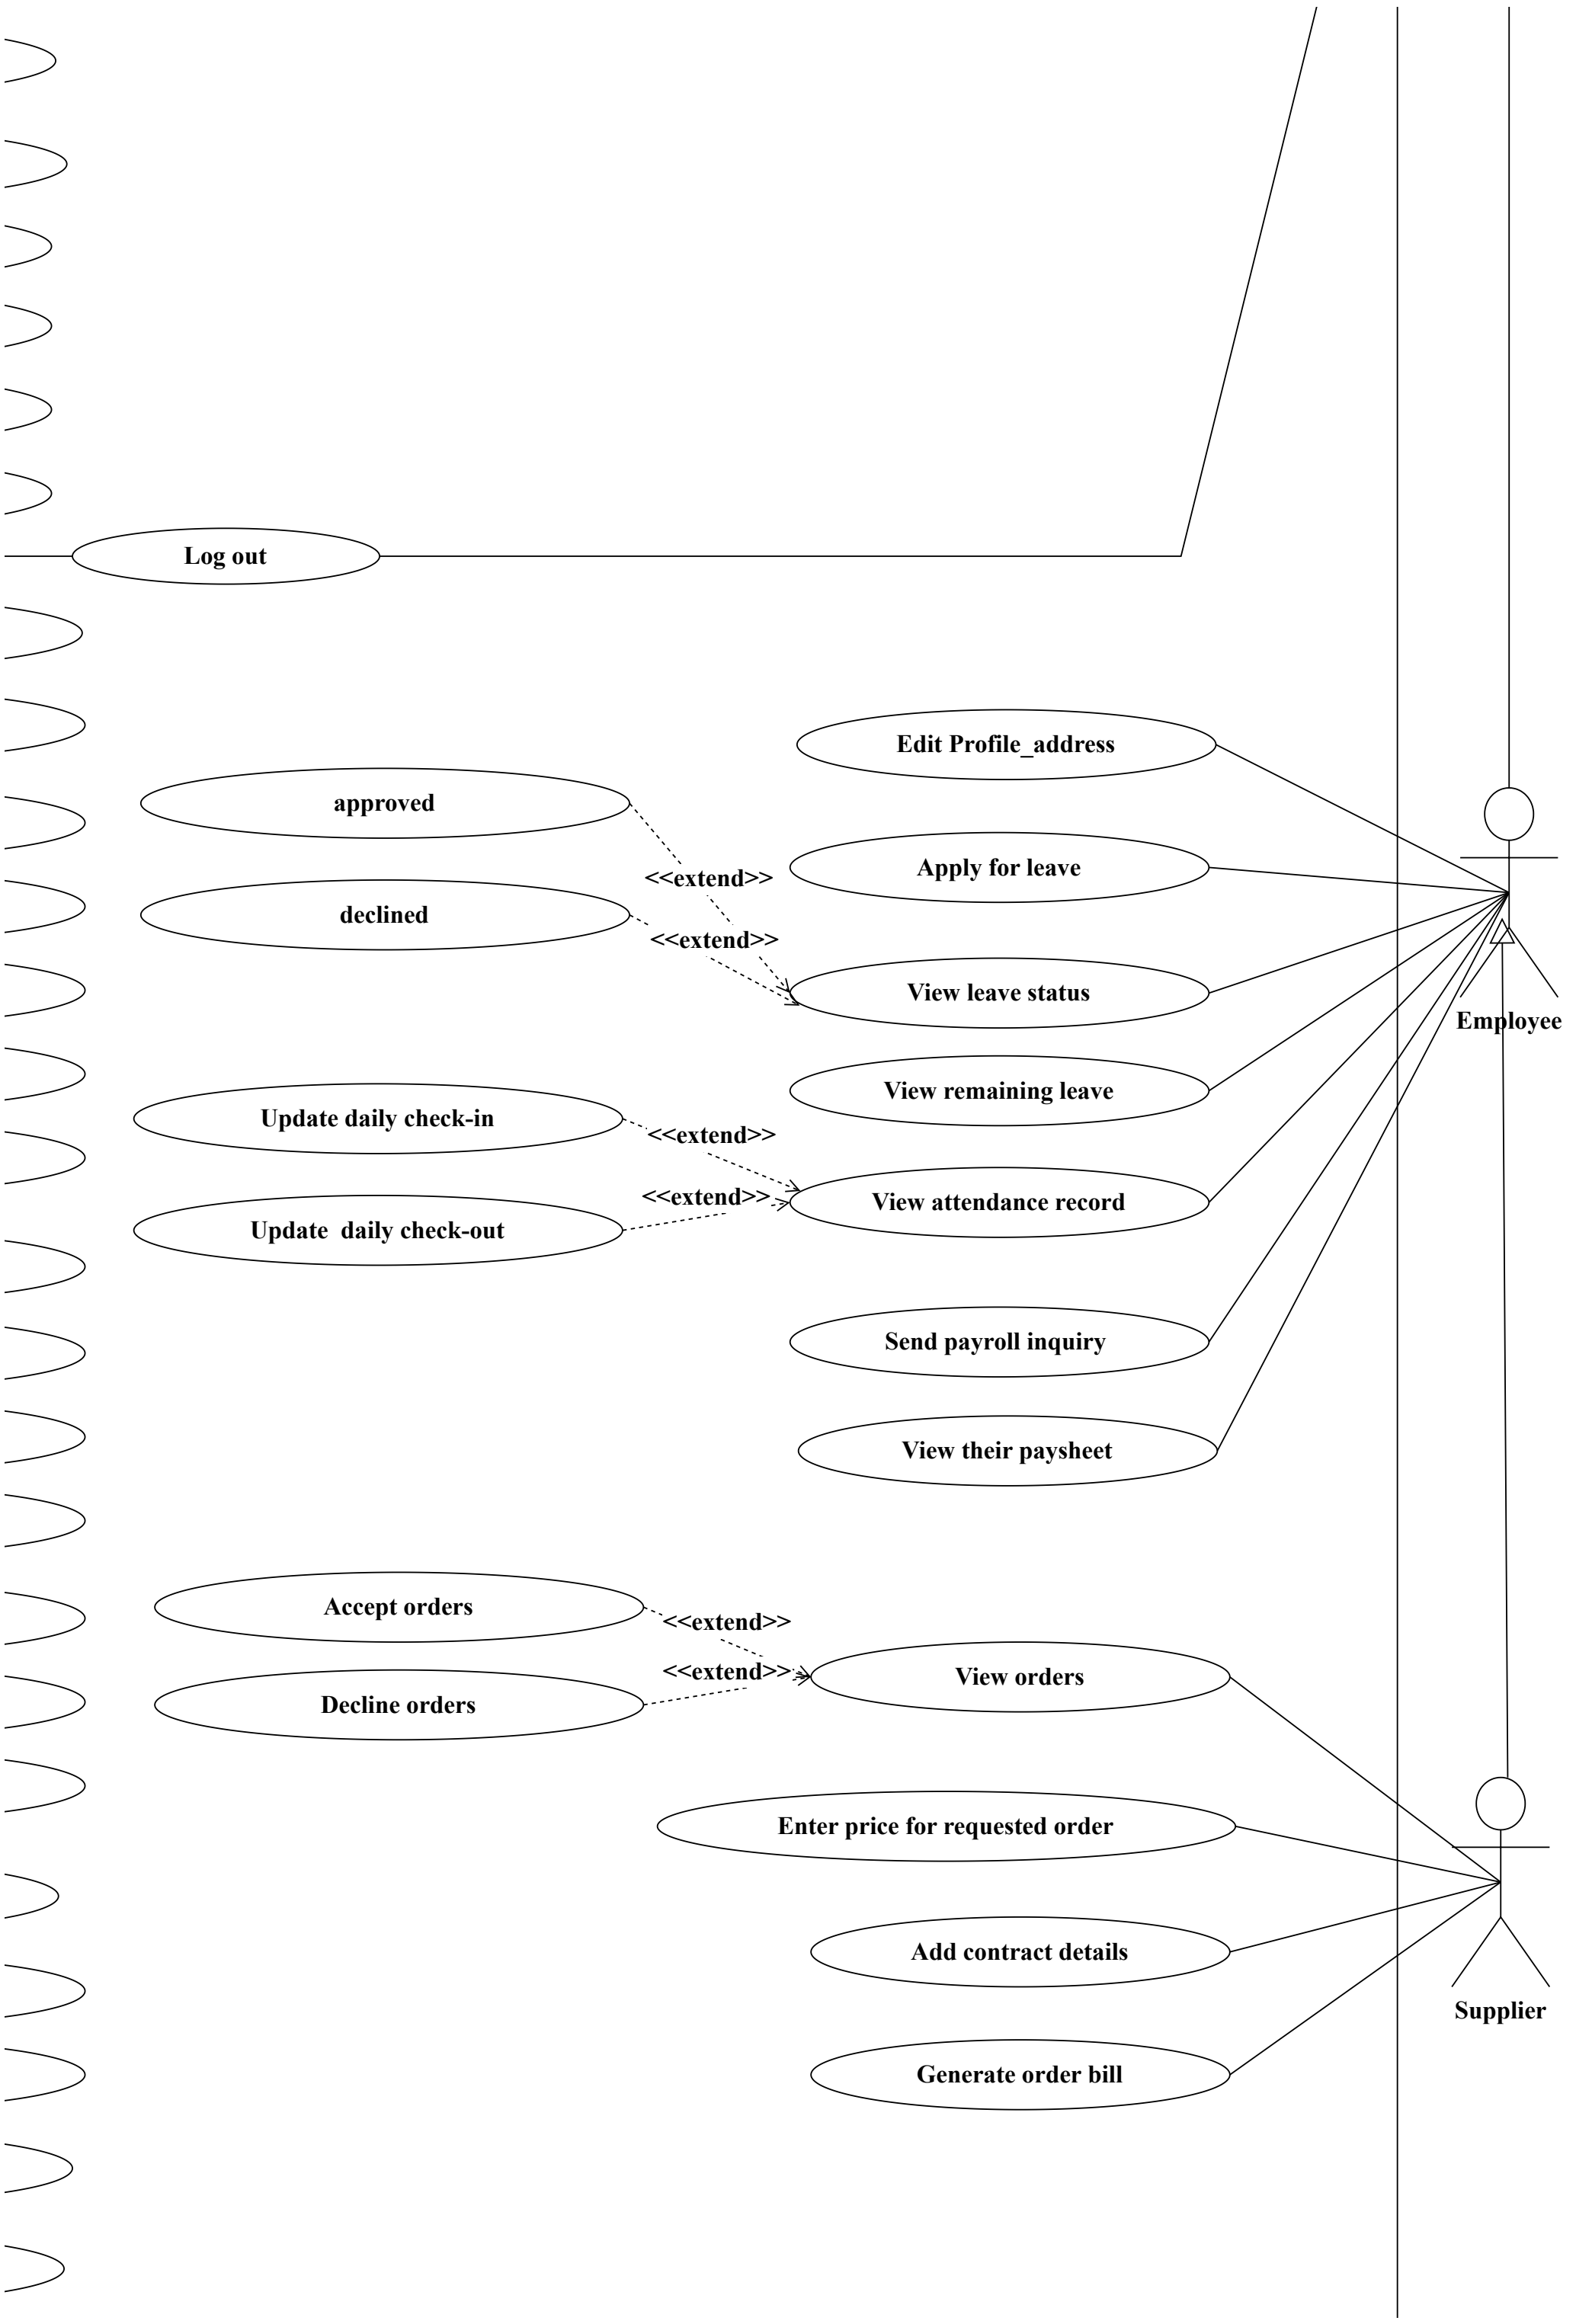 Log out
Edit Profile_address
approved
Apply for leave
<<extend>>
declined
<<extend>>
View leave status
Employee
View remaining leave
Update daily check-in
<<extend>>
<<extend>>
View attendance record
Update  daily check-out
Send payroll inquiry
View their paysheet
Accept orders
<<extend>>
<<extend>>
View orders
Decline orders
Enter price for requested order
Add contract details
Supplier
Generate order bill